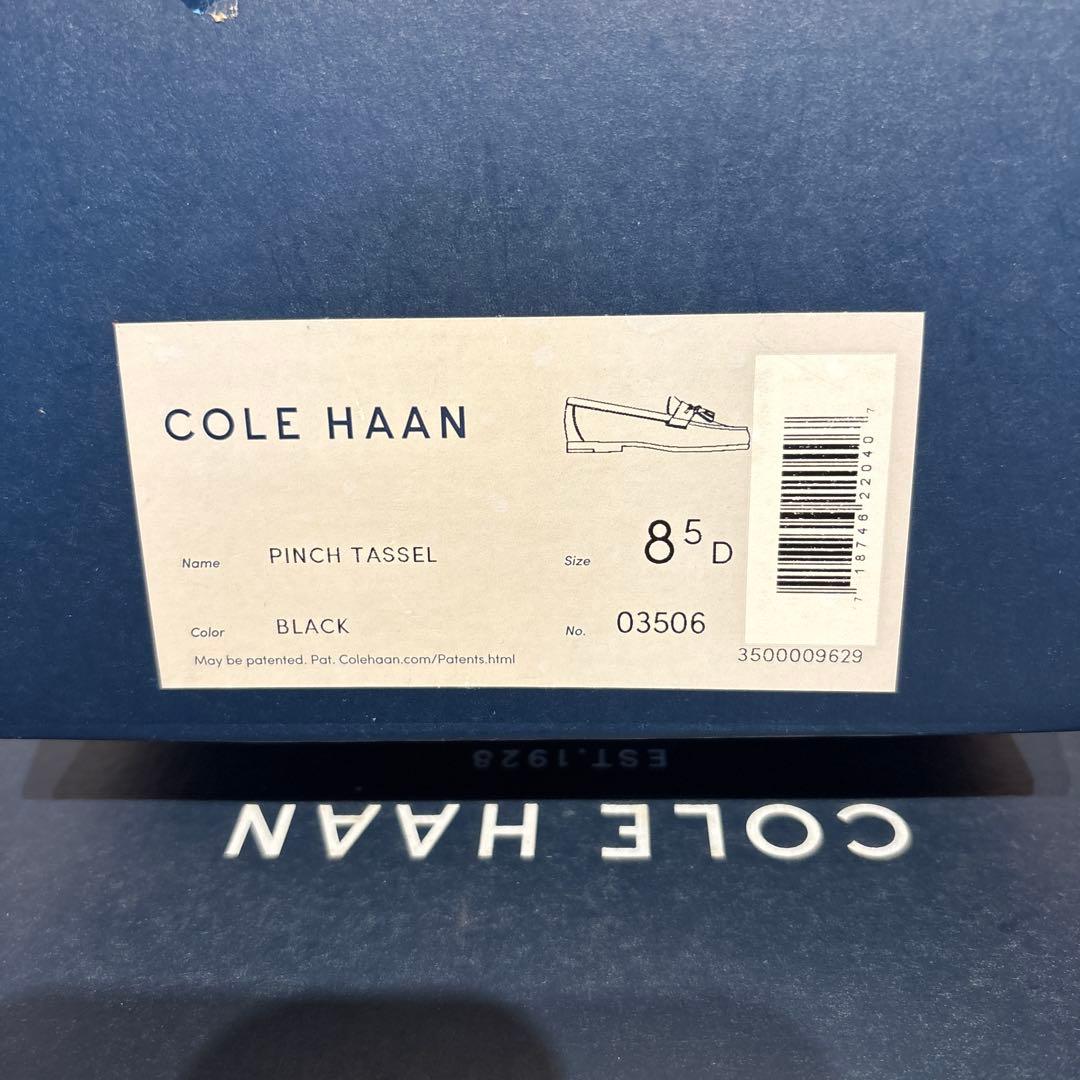 COLE HAAN
Name PINCH TASSEL
Size 8 5 D
Color BLACK
No. 03506
May be patented. Pat. Colehaan.com/Patents.html
7 18746 22040 7
3500009629
EST.1928
COLE HAAN